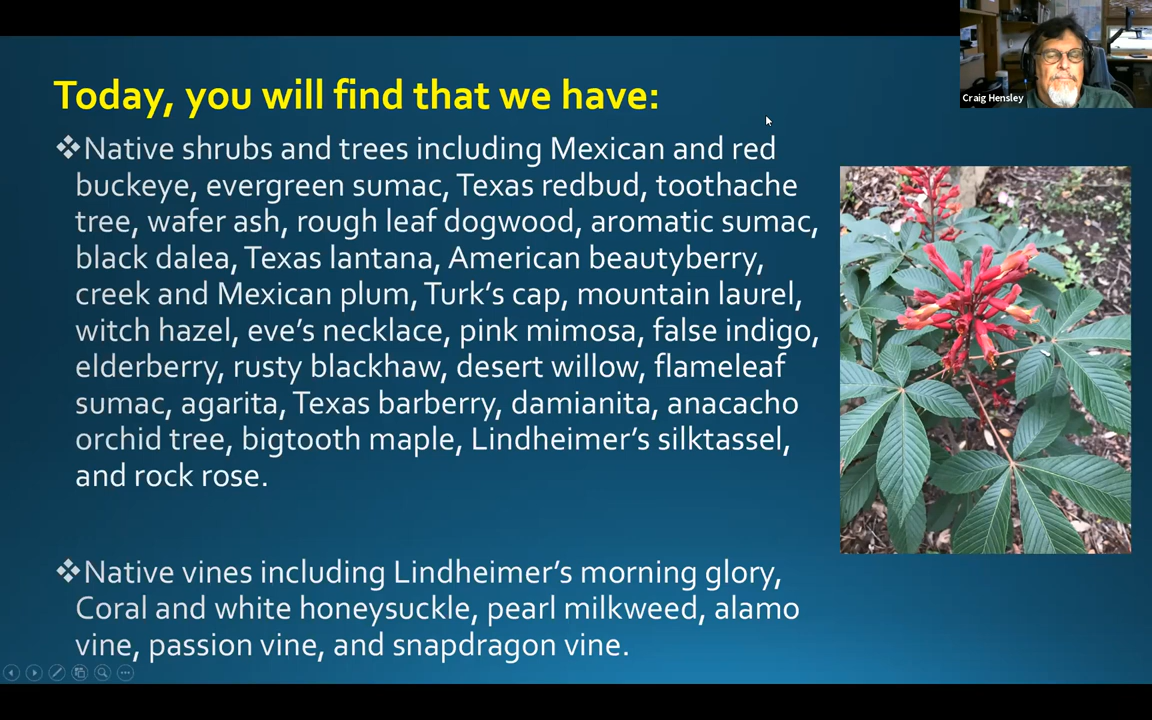 Craig Hensley
Today, you will find that we have:
❖Native shrubs and trees including Mexican and red
buckeye, evergreen sumac, Texas redbud, toothache
tree, wafer ash, rough leaf dogwood, aromatic sumac,
black dalea, Texas lantana, American beautyberry,
creek and Mexican plum, Turk’s cap, mountain laurel,
witch hazel, eve’s necklace, pink mimosa, false indigo,
elderberry, rusty blackhaw, desert willow, flameleaf
sumac, agarita, Texas barberry, damianita, anacacho
orchid tree, bigtooth maple, Lindheimer’s silktassel,
and rock rose.
❖Native vines including Lindheimer’s morning glory,
Coral and white honeysuckle, pearl milkweed, alamo
vine, passion vine, and snapdragon vine.